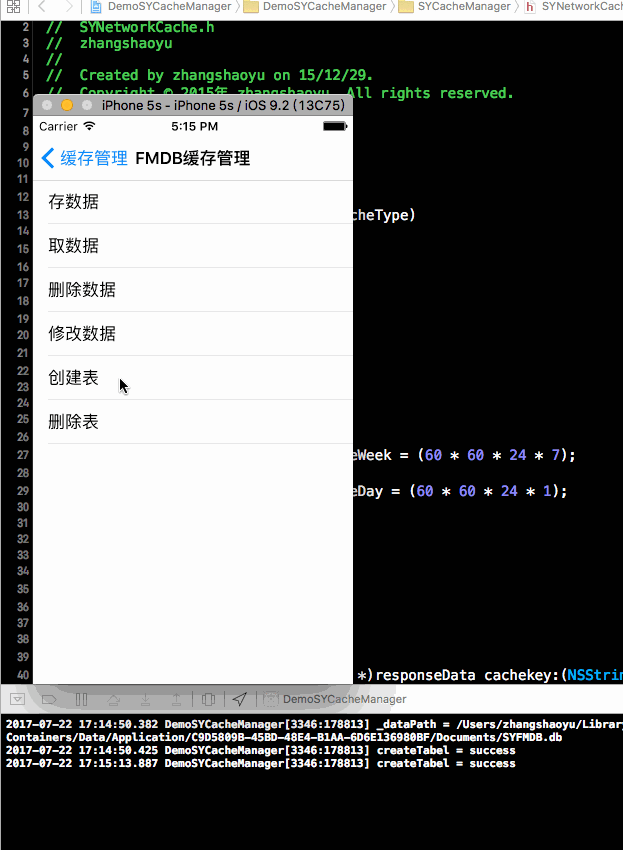 DemoSYCacheManager
DemoSYCacheManager
SYCacheManager
h
SYNetworkCach
2 // SYNetworkCache.h
3 // zhangshaoyu
4 //
5 // Created by zhangshaoyu on 15/12/29.
6 // Copyright © 2015年 zhangshaoyu. All rights reserved.
iPhone 5s - iPhone 5s / iOS 9.2 (13C75)
Carrier
5:15 PM
缓存管理
FMDB缓存管理
存数据
取数据
删除数据
修改数据
创建表
删除表
7
8
9
10
11
12
13 cheType)
14
15
16
17
18
19
20
21
22
23
24
25
26
27 eWeek = (60 * 60 * 24 * 7);
28
29 eDay = (60 * 60 * 24 * 1);
30
31
32
33
34
35
36
37
38
39
40 *)responseData cachekey:(NSStrin
DemoSYCacheManager
2017-07-22 17:14:50.382 DemoSYCacheManager[3346:178813] _dataPath = /Users/zhangshaoyu/Library
Containers/Data/Application/C9D5809B-45BD-48E4-B1AA-6D6E136980BF/Documents/SYFMDB.db
2017-07-22 17:14:50.425 DemoSYCacheManager[3346:178813] createTabel = success
2017-07-22 17:15:13.887 DemoSYCacheManager[3346:178813] createTabel = success